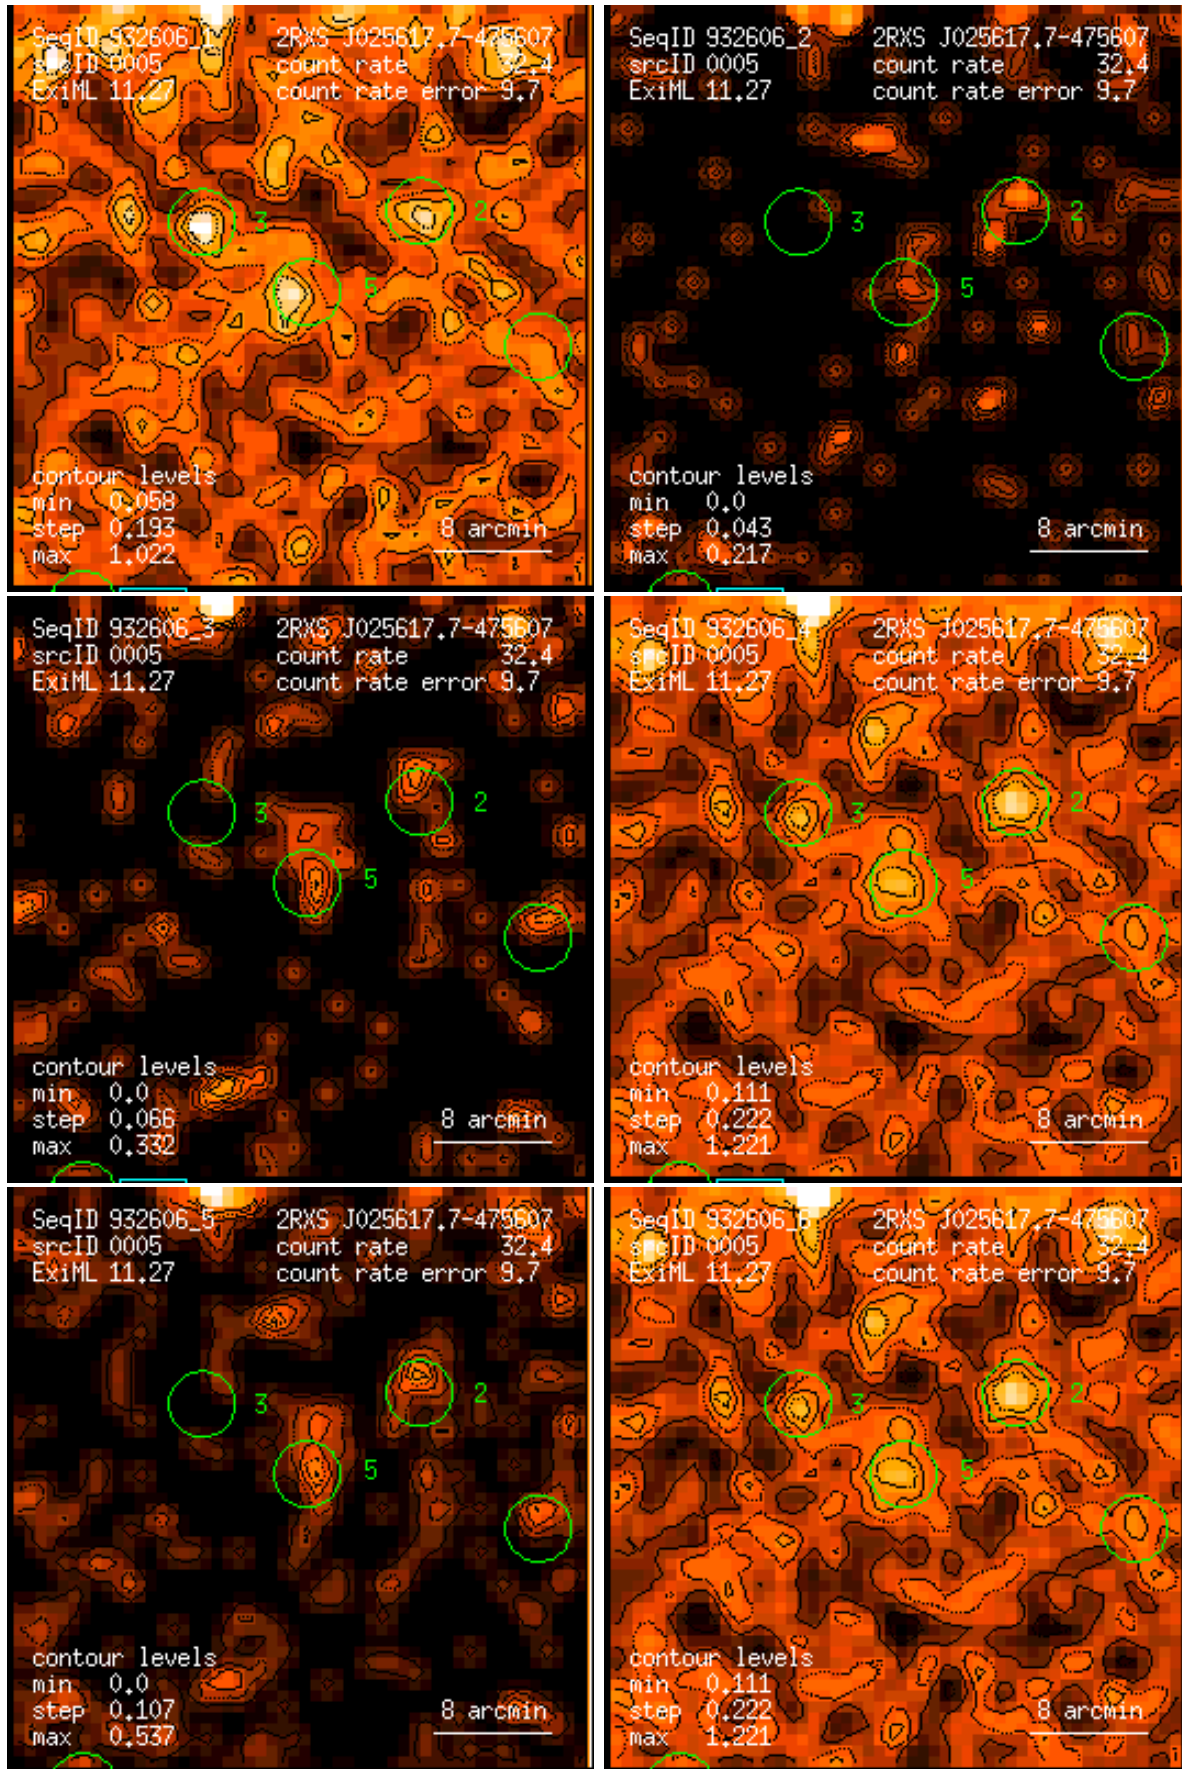 SeqID 932606_1 2RXS J025617.7-475607
srcID 0005 count rate 32.4
ExiML 11.27 count rate error 9.7
3
2
5
contour levels
min 0.058
step 0.193 8 arcmin
max 1.022
SeqID 932606_2 2RXS J025617.7-475607
srcID 0005 count rate 32.4
ExiML 11.27 count rate error 9.7
3
2
5
contour levels
min 0.0
step 0.043 8 arcmin
max 0.217
SeqID 932606_3 2RXS J025617.7-475607
srcID 0005 count rate 32.4
ExiML 11.27 count rate error 9.7
3
2
5
contour levels
min 0.0
step 0.066 8 arcmin
max 0.332
SeqID 932606_4 2RXS J025617.7-475607
srcID 0005 count rate 32.4
ExiML 11.27 count rate error 9.7
3
2
5
contour levels
min 0.111
step 0.222 8 arcmin
max 1.221
SeqID 932606_5 2RXS J025617.7-475607
srcID 0005 count rate 32.4
ExiML 11.27 count rate error 9.7
3
2
5
contour levels
min 0.0
step 0.107 8 arcmin
max 0.537
SeqID 932606_6 2RXS J025617.7-475607
srcID 0005 count rate 32.4
ExiML 11.27 count rate error 9.7
3
2
5
contour levels
min 0.111
step 0.222 8 arcmin
max 1.221